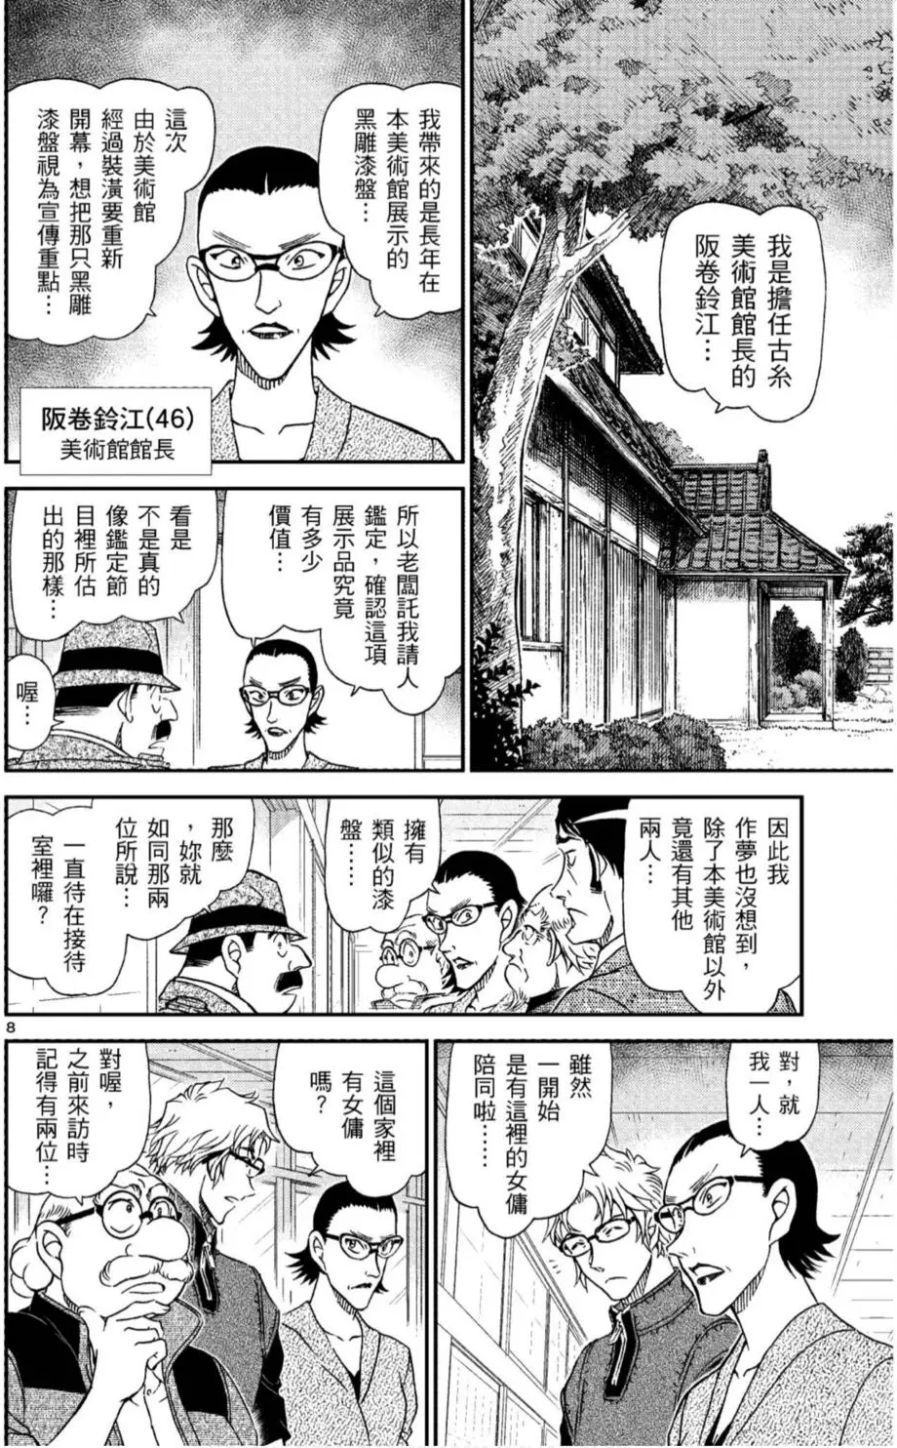 我是擔任古糸
美術館館長的
阪卷鈴江…
我帶來的是長年在
本美術館展示的
黑雕漆盤…
這次
由於美術館
經過裝潢要重新
開幕，想把那只黑雕
漆盤視為宣傳重點…
阪卷鈴江(46)
美術館館長
所以老闆託我請人
鑑定，確認這項
展示品究竟
有多少
價值…
看是
不是真的
像鑑定節
目裡所估
出的那樣…
喔…
因此我
作夢也沒想到，
除了本美術館以外
竟還有其他
兩人…
擁有
類似的漆
盤……
那麼
，妳就
如同那兩
位所說…
一直待在接待
室裡囉？
8
對，就
我一人…
雖然
一開始
是有這裡的女傭
陪同啦……
這個家裡
有女傭
嗎？
對喔，
之前來訪時
記得有兩位…